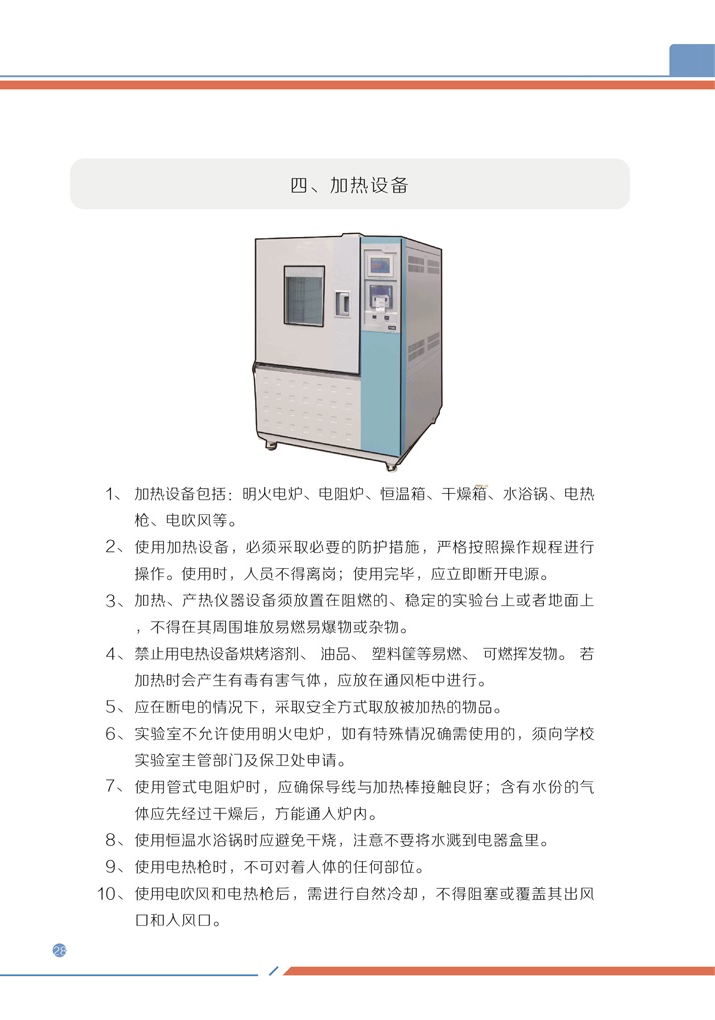 四、加热设备
1、 加热设备包括：明火电炉、电阻炉、恒温箱、干燥箱、水浴锅、电热
枪、电吹风等。
2、 使用加热设备，必须采取必要的防护措施，严格按照操作规程进行
操作。使用时，人员不得离岗；使用完毕，应立即断开电源。
3、 加热、产热仪器设备须放置在阻燃的、稳定的实验台上或者地面上
，不得在其周围堆放易燃易爆物或杂物。
4、 禁止用电热设备烘烤溶剂、 油品、 塑料筐等易燃、 可燃挥发物。 若
加热时会产生有毒有害气体，应放在通风柜中进行。
5、 应在断电的情况下，采取安全方式取放被加热的物品。
6、 实验室不允许使用明火电炉，如有特殊情况确需使用的，须向学校
实验室主管部门及保卫处申请。
7、 使用管式电阻炉时，应确保导线与加热棒接触良好；含有水份的气
体应先经过干燥后，方能通入炉内。
8、 使用恒温水浴锅时应避免干烧，注意不要将水溅到电器盒里。
9、 使用电热枪时，不可对着人体的任何部位。
10、 使用电吹风和电热枪后，需进行自然冷却，不得阻塞或覆盖其出风
口和入风口。
28